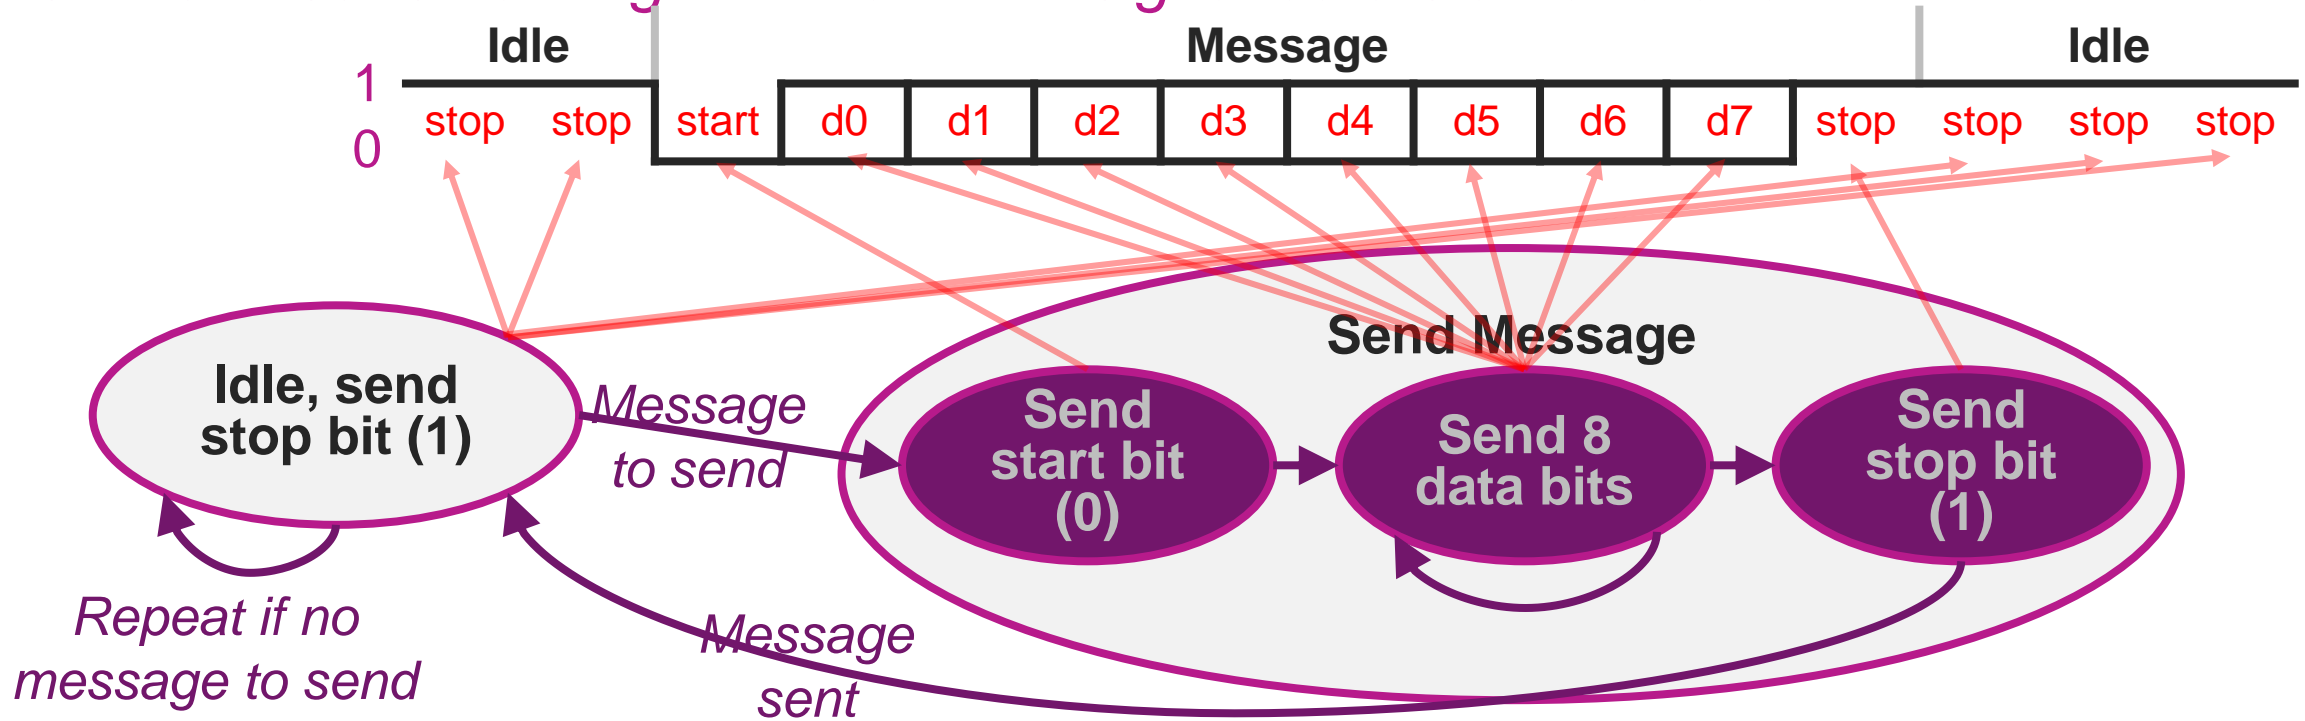 Idle Message Idle
1
stop stop start d0 d1 d2 d3 d4 d5 d6 d7 stop stop stop stop
0
Send Message
Idle, send
stop bit (1)
Message
to send
Send
start bit
(0)
Send 8
data bits
Send
stop bit
(1)
Repeat if no
message to send
Message
sent